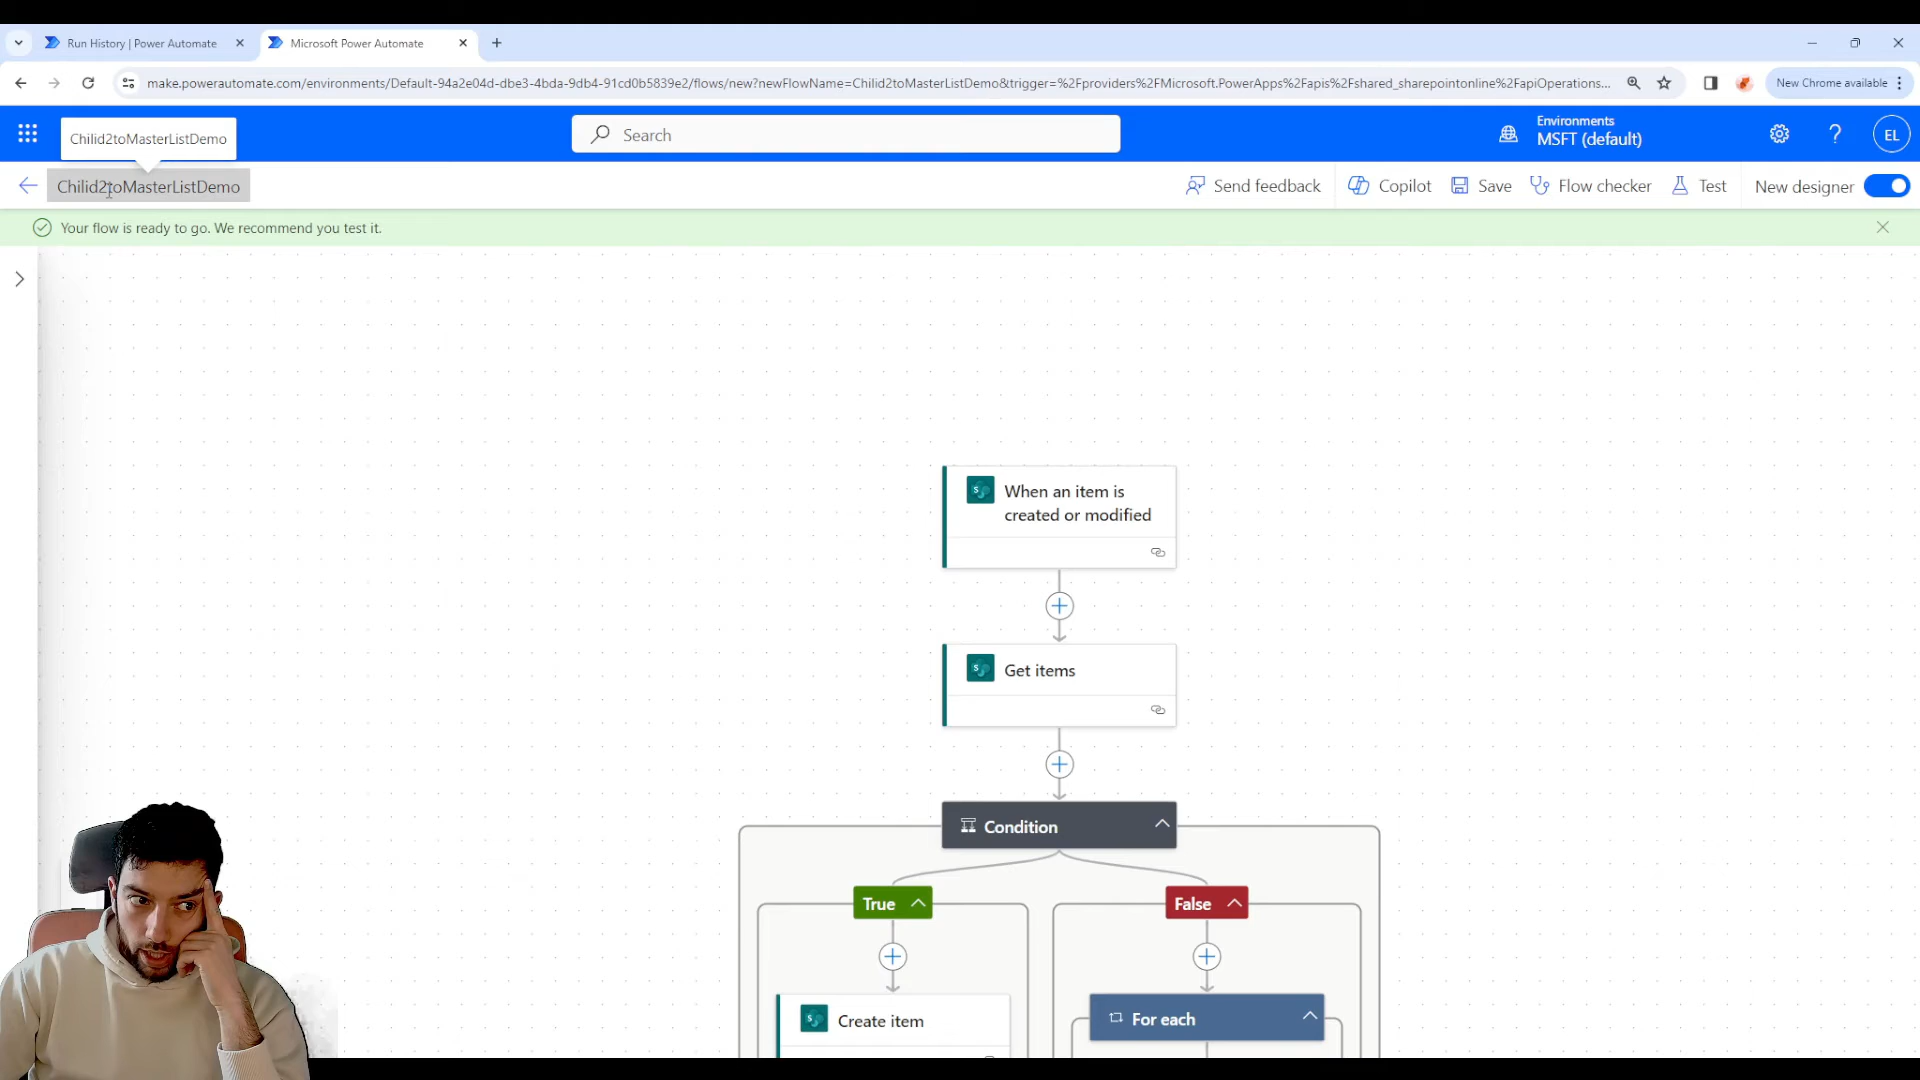 Run History | Power Automate
Microsoft Power Automate
make.powerautomate.com/environments/Default-94a2e04d-dbe3-4bda-9db4-91cd0b5839e2/flows/new?newFlowName=Chilid2toMasterListDemo&trigger=%2Fproviders%2FMicrosoft.PowerApps%2Fapis%2Fshared_sharepointonline%2FapiOperations...
New Chrome available
Chilid2toMasterListDemo
Search
Environments
MSFT (default)
?
EL
Chilid2toMasterListDemo
Send feedback
Copilot
Save
Flow checker
Test
New designer
Your flow is ready to go. We recommend you test it.
When an item is
created or modified
Get items
Condition
True
False
Create item
For each